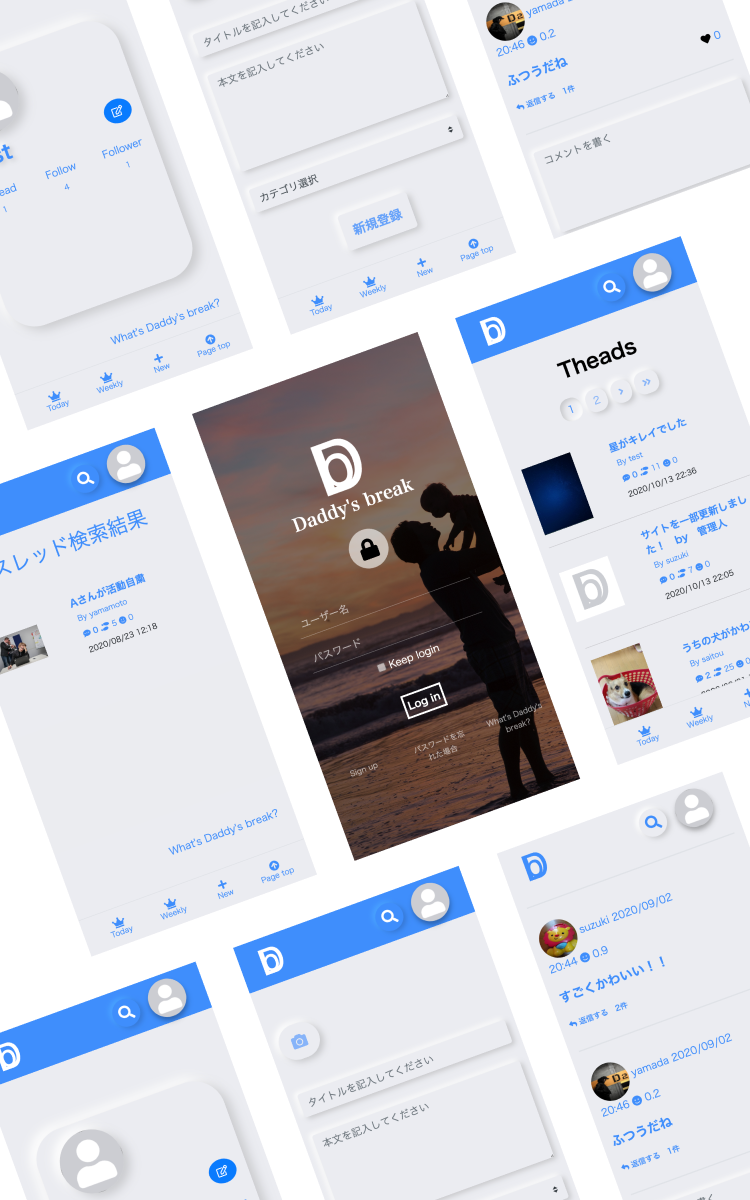 st
ead
Follow
Follower
1
4
1
What's Daddy's break?
Today
Weekly
New
Page top
タイトルを記入してください
本文を記入してください
カテゴリ選択
新規登録
Today
Weekly
New
Page top
yamada 2
20:46 0.2
ふつうだね
0
返信する 1件
コメントを書く
スレッド検索結果
Aさんが活動自粛
By yamamoto
0 5 0
2020/08/23 12:18
What's Daddy's break?
Today
Weekly
New
Page top
Daddy's break
ユーザー名
パスワード
Keep login
Log in
Sign up
パスワードを忘
れた場合
What's Daddy's
break?
Theads
1 2 › »
星がキレイでした
By test
0 11 0
2020/10/13 22:36
サイトを一部更新しまし
た！ by 管理人
By suzuki
0 7 0
2020/10/13 22:05
うちの犬がかわ
By saitou
2 25 0
Today
Weekly
N
タイトルを記入してください
本文を記入してください
suzuki 2020/09/02
20:44 0.9
すごくかわいい！！
返信する 2件
yamada 2020/09/02
20:46 0.2
ふつうだね
返信する 1件
書く